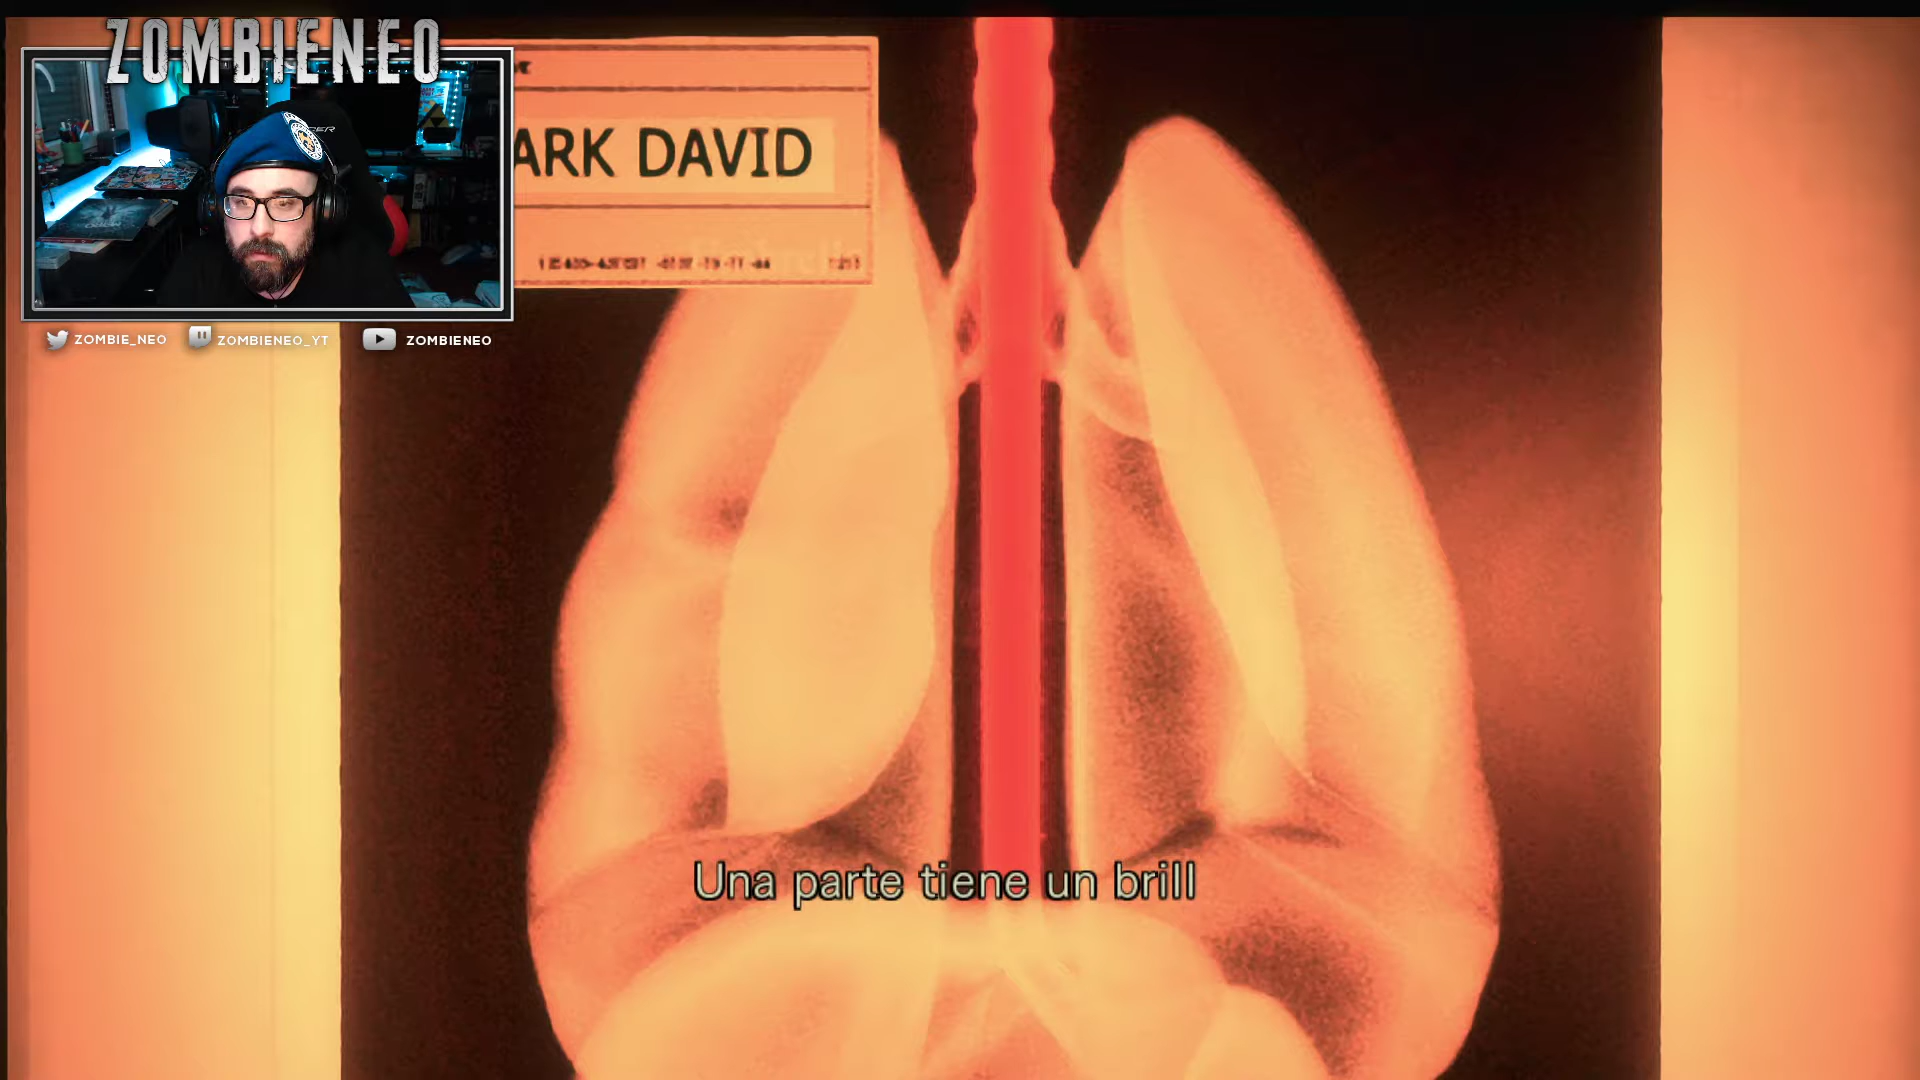 ZOMBIENEO
ARK DAVID
ZOMBIE_NEO
ZOMBIENEO_YT
ZOMBIENEO
Una parte tiene un brill